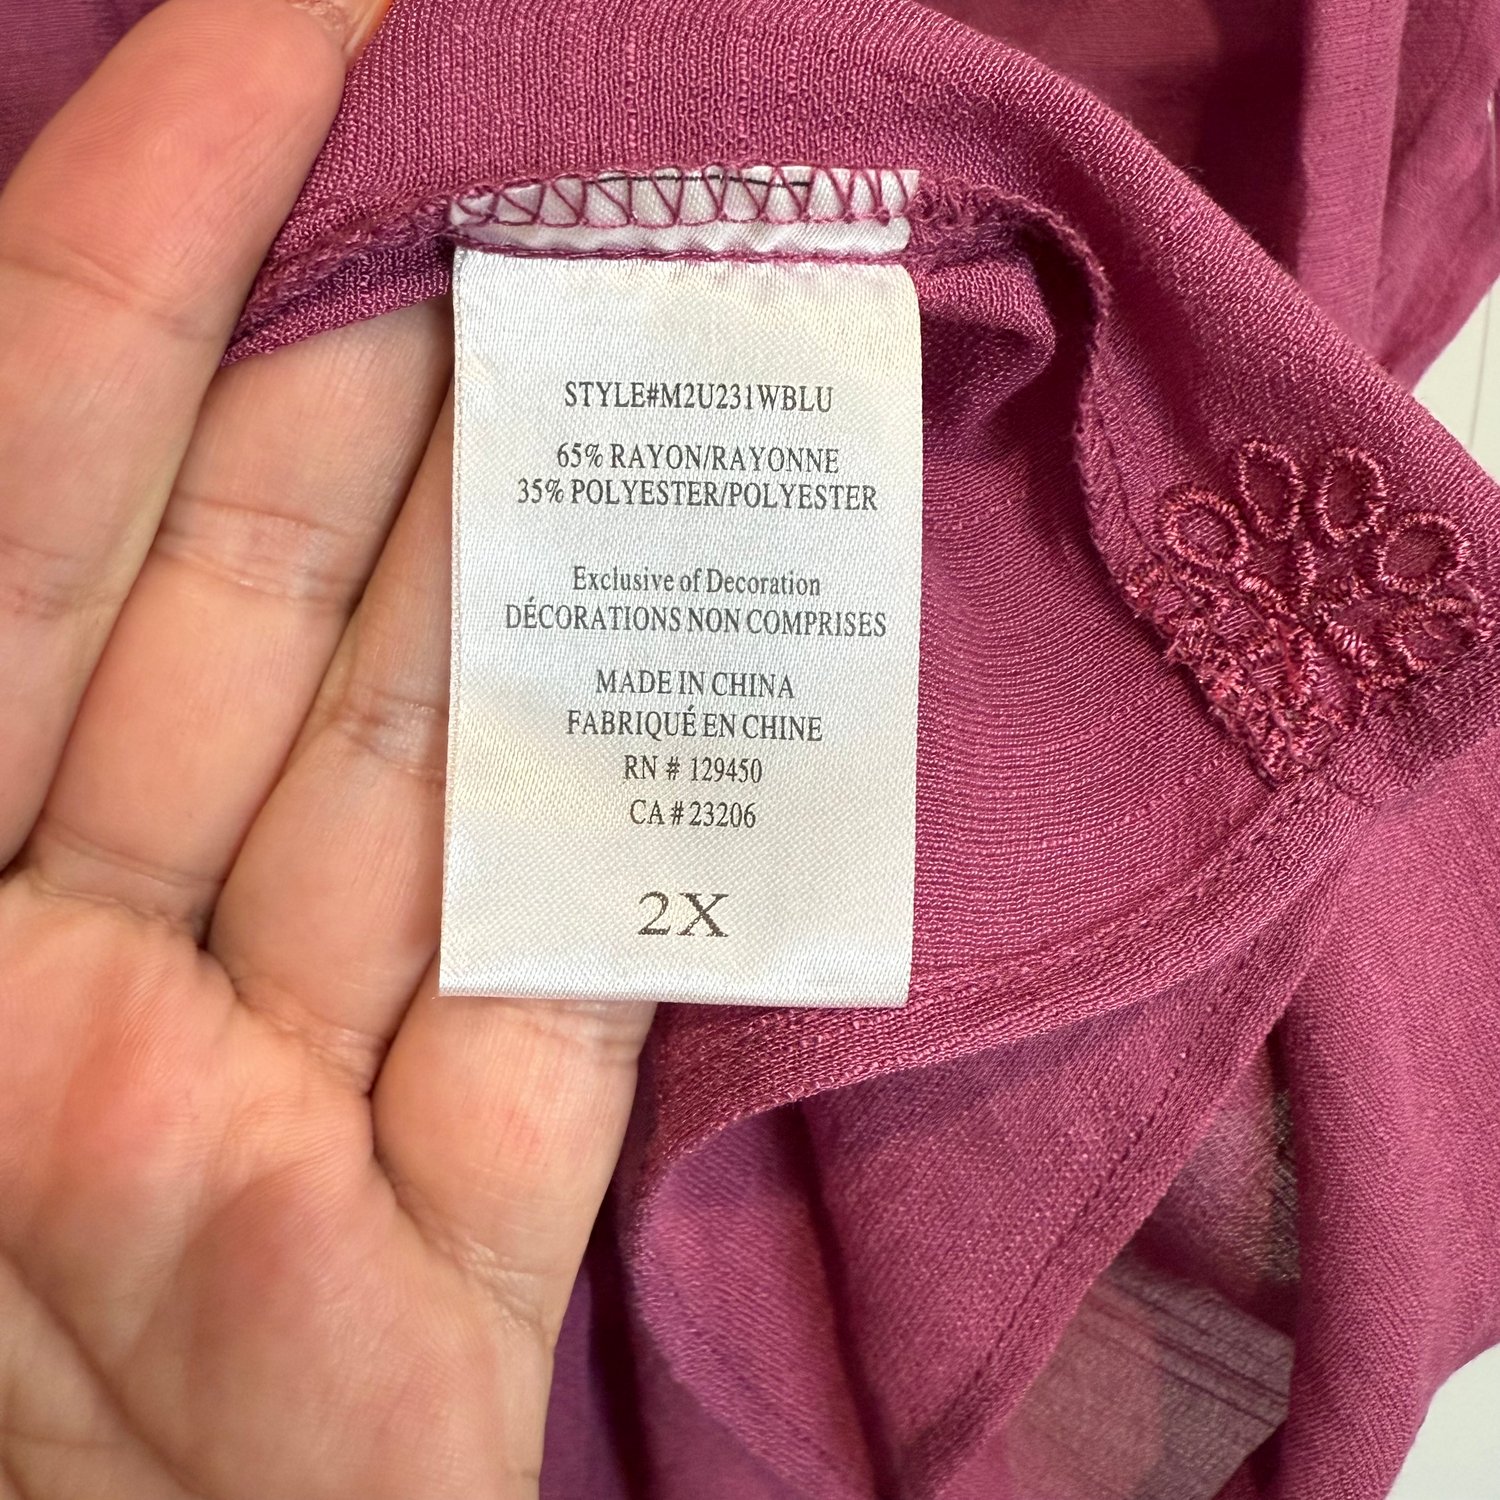 STYLE#M2U231WBLU
65% RAYON/RAYONNE
35% POLYESTER/POLYESTER
Exclusive of Decoration
DÉCORATIONS NON COMPRISES
MADE IN CHINA
FABRIQUÉ EN CHINE
RN # 129450
CA # 23206
2X